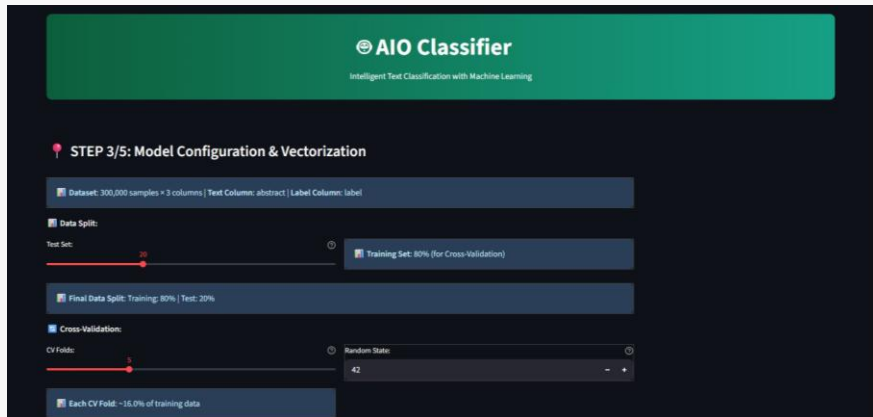 AIO Classifier
Intelligent Text Classification with Machine Learning
STEP 3/5: Model Configuration & Vectorization
Dataset: 300,000 samples × 3 columns | Text Column: abstract | Label Column: label
Data Split:
Test Set:
20
Training Set: 80% (for Cross-Validation)
Final Data Split: Training: 80% | Test: 20%
Cross-Validation:
CV Folds:
5
Random State:
42
Each CV Fold: ~16.0% of training data